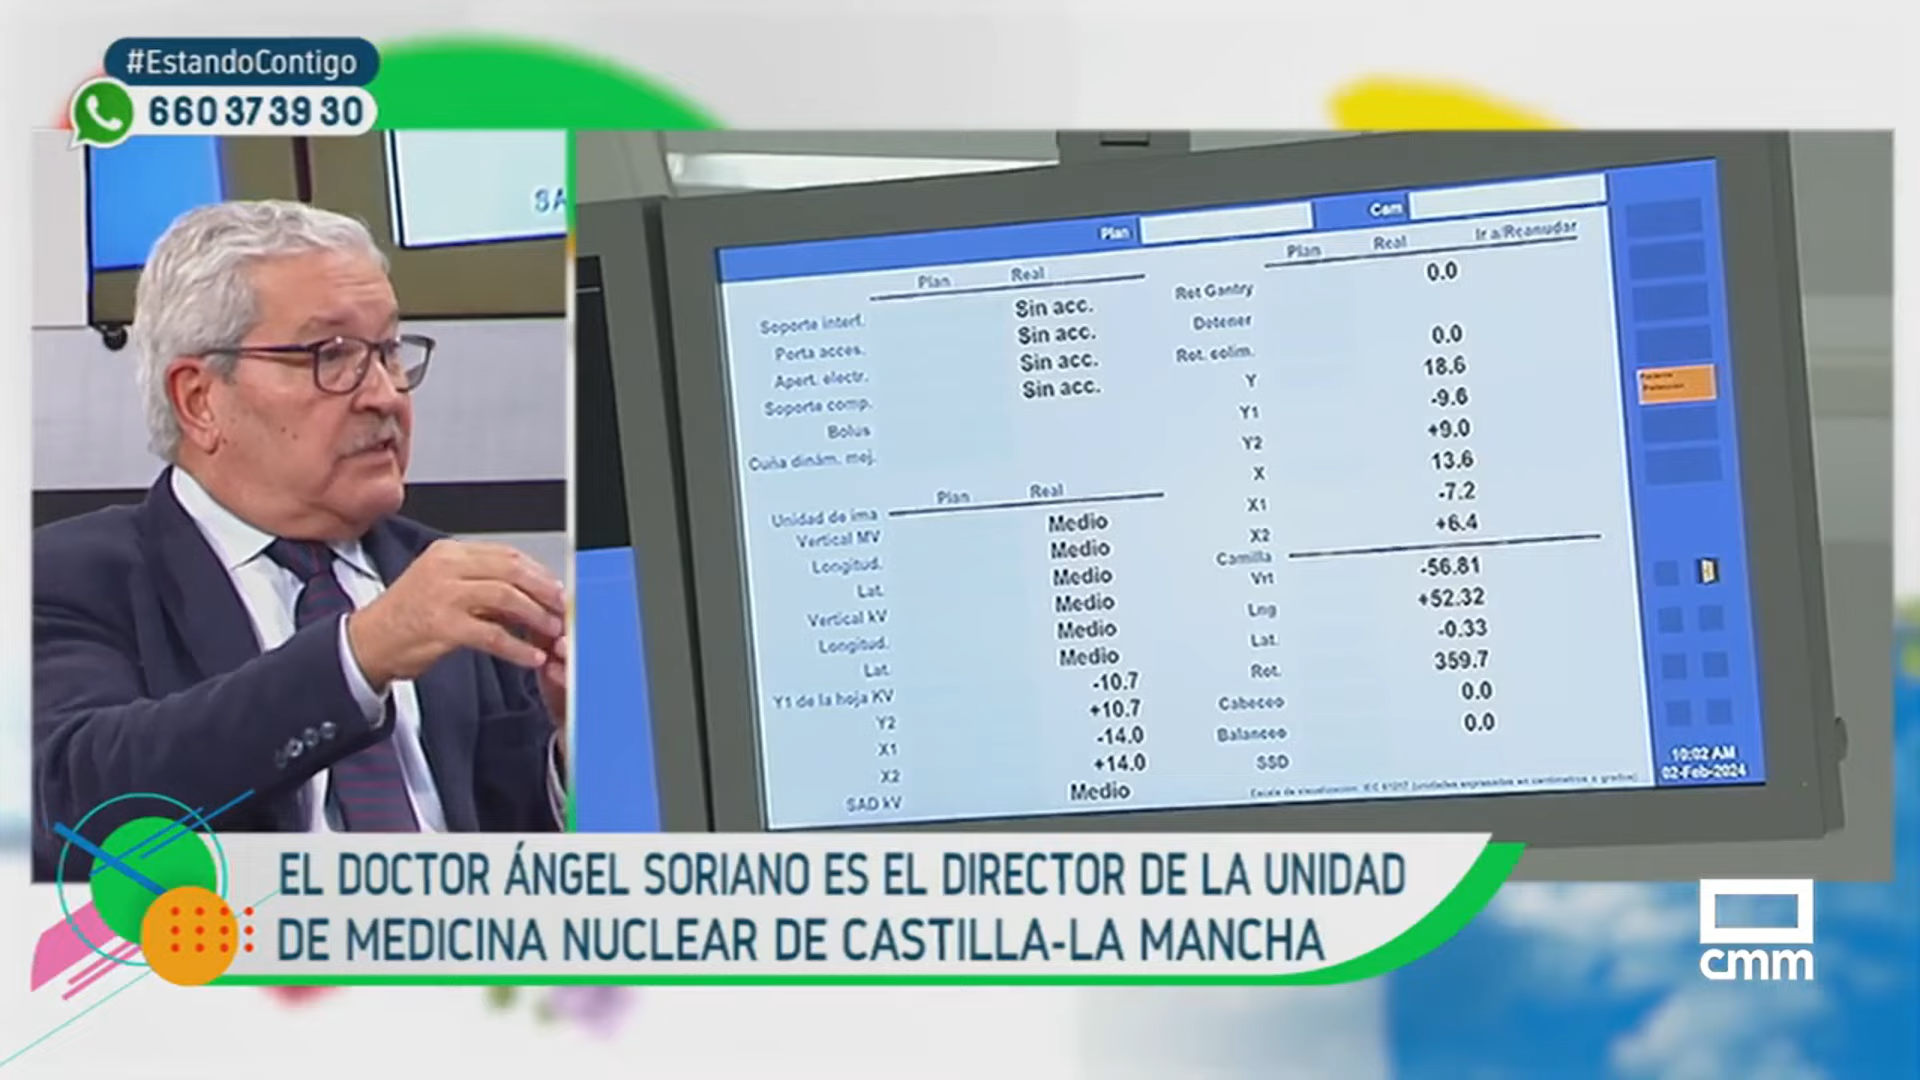 #EstandoContigo
660 37 39 30
SA
Plan
Cam
Plan Real
Plan Real Ir a/Reanudar
Soporte interf. Sin acc.
Porta acces. Sin acc.
Apert. electr. Sin acc.
Soporte comp. Sin acc.
Bolus
Cuña dinám. mej.
Plan Real
Unidad de ima
Vertical MV Medio
Longitud. Medio
Lat. Medio
Vertical kV Medio
Longitud. Medio
Lat. Medio
Y1 de la hoja KV -10.7
Y2 +10.7
X1 -14.0
X2 +14.0
SAD kV Medio
Rot Gantry 0.0
Detener
Rot. colim. 0.0
Y 18.6
Y1 -9.6
Y2 +9.0
X 13.6
X1 -7.2
X2 +6.4
Camilla
Vrt -56.81
Lng +52.32
Lat. -0.33
Rot. 359.7
Cabeceo 0.0
Balanceo 0.0
SSD
10:02 AM
02-Feb-2024
EL DOCTOR ÁNGEL SORIANO ES EL DIRECTOR DE LA UNIDAD
DE MEDICINA NUCLEAR DE CASTILLA-LA MANCHA
cmm